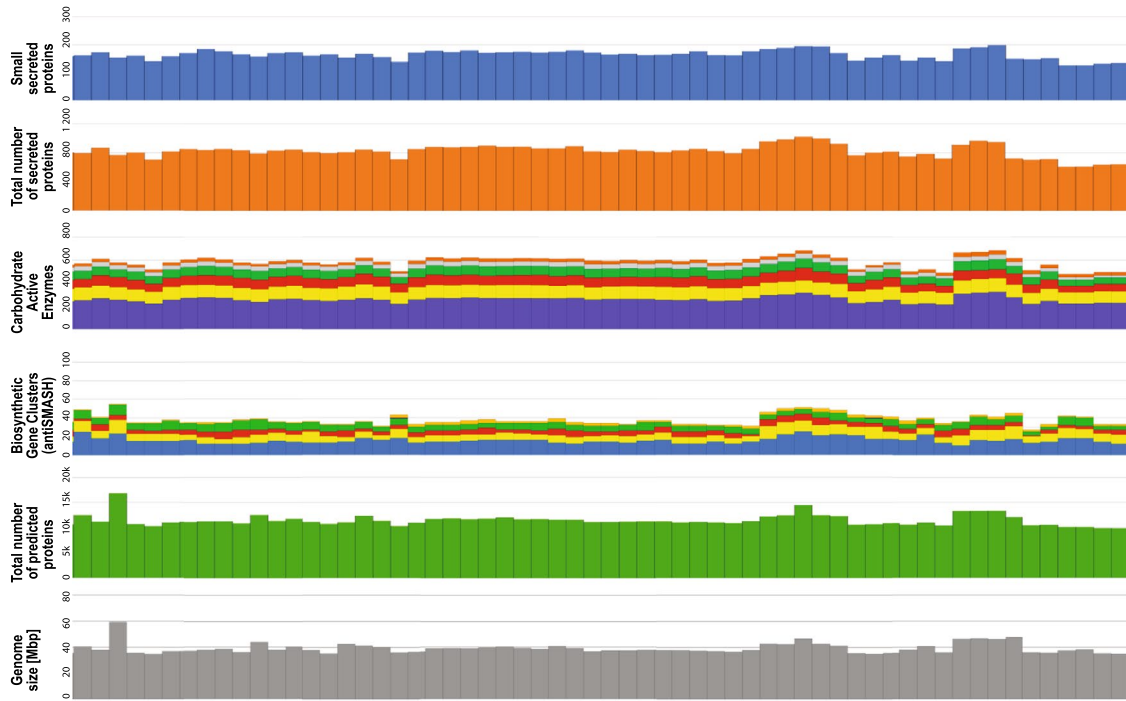 Small
secreted
proteins
300
200
100
0
Total number
of secreted
proteins
1 200
800
400
0
Carbohydrate
Active
Enzymes
800
600
400
200
0
Biosynthetic
Gene Clusters
(antiSMASH)
100
80
60
40
20
0
Total number
of predicted
proteins
20k
15k
10k
5k
0
Genome
size [Mbp]
80
60
40
20
0